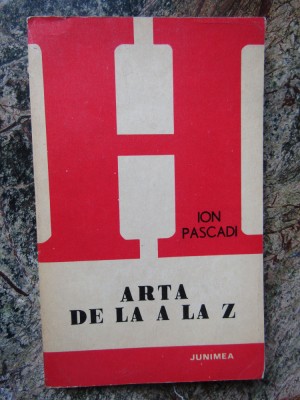 H
ION
PASCADI
ARTA
DE LA A LA Z
JUNIMEA